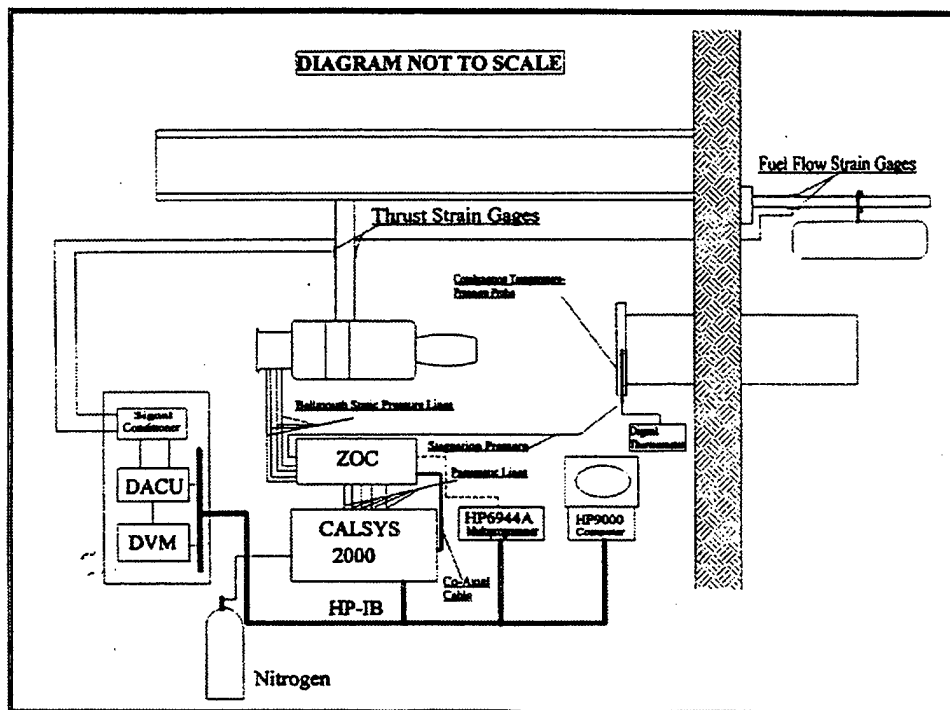 DIAGRAM NOT TO SCALE
Fuel Flow Strain Gages
Thrust Strain Gages
Pressure Probe
Bellmouth Static Pressure Lines
Signal
Conditioner
Stagnation Pressure
Digital
Thermometer
ZOC
Pneumatic Lines
DACU
DVM
CALSYS
2000
HP6944A
Multiprogrammer
HP9000
Computer
Co-Axial
Cable
HP-IB
Nitrogen